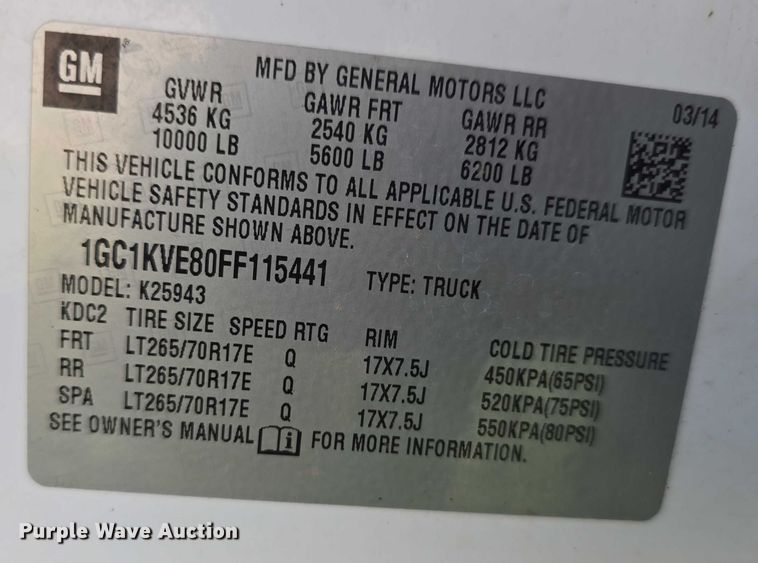 GM
MFD BY GENERAL MOTORS LLC
03/14
GVWR GAWR FRT GAWR RR
4536 KG 2540 KG 2812 KG
10000 LB 5600 LB 6200 LB
THIS VEHICLE CONFORMS TO ALL APPLICABLE U.S. FEDERAL MOTOR
VEHICLE SAFETY STANDARDS IN EFFECT ON THE DATE OF
MANUFACTURE SHOWN ABOVE.
1GC1KVE80FF115441 TYPE: TRUCK
MODEL: K25943
KDC2 TIRE SIZE SPEED RTG RIM COLD TIRE PRESSURE
FRT LT265/70R17E Q 17X7.5J 450KPA(65PSI)
RR LT265/70R17E Q 17X7.5J 520KPA(75PSI)
SPA LT265/70R17E Q 17X7.5J 550KPA(80PSI)
SEE OWNER'S MANUAL i FOR MORE INFORMATION.
Purple Wave Auction